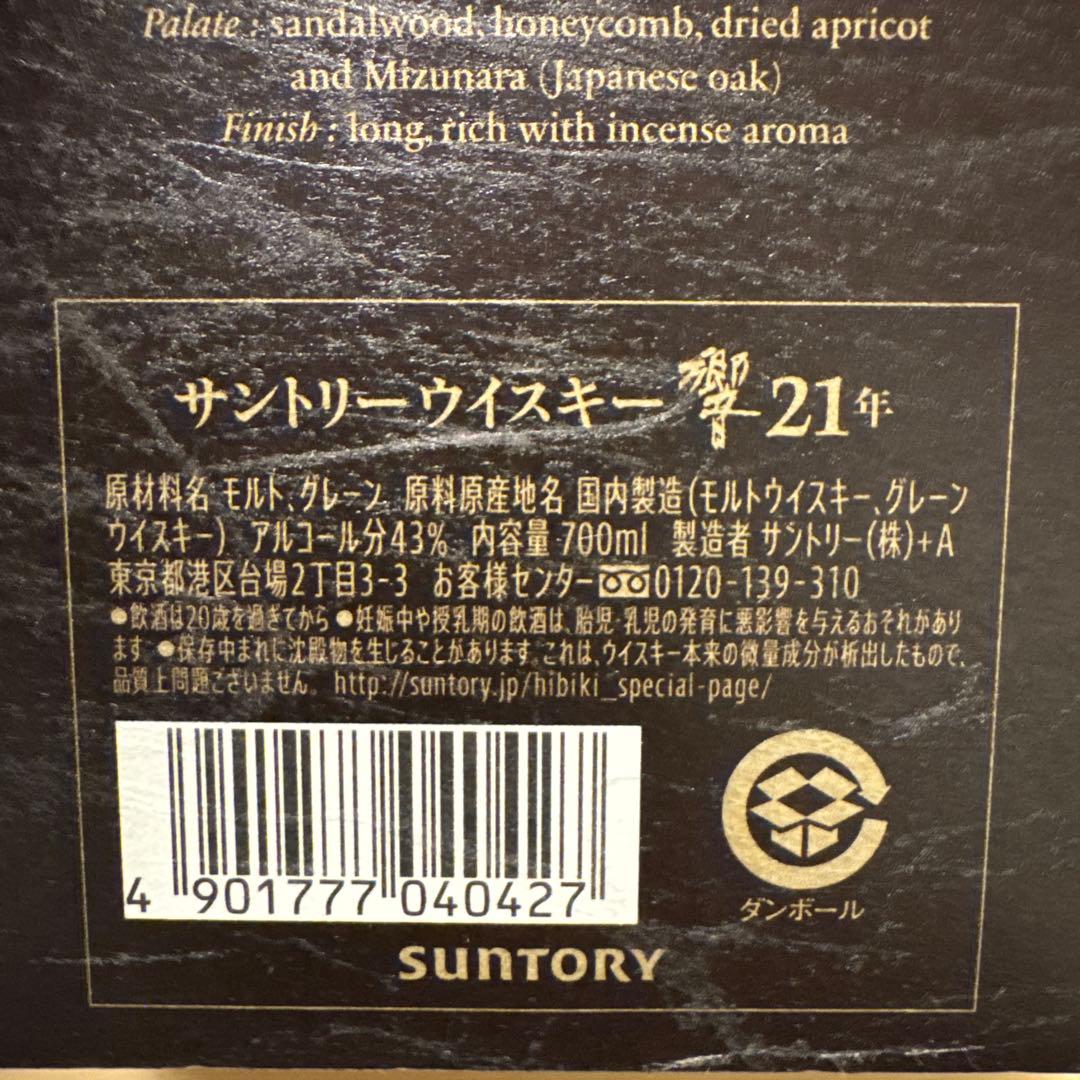 Palate : sandalwood, honeycomb, dried apricot
and Mizunara (Japanese oak)
Finish : long, rich with incense aroma
サントリーウイスキー 響 21年
原材料名 モルト、グレーン 原料原産地名 国内製造(モルトウイスキー、グレーン
ウイスキー) アルコール分43% 内容量 700ml 製造者 サントリー(株)+A
東京都港区台場2丁目3-3 お客様センター 0120-139-310
●飲酒は20歳を過ぎてから ●妊娠中や授乳期の飲酒は、胎児・乳児の発育に悪影響を与えるおそれがあり
ます ●保存中まれに沈殿物を生じることがあります。これは、ウイスキー本来の微量成分が析出したもので、
品質上問題ございません。 http://suntory.jp/hibiki_special-page/
4 901777 040427
ダンボール
SUNTORY